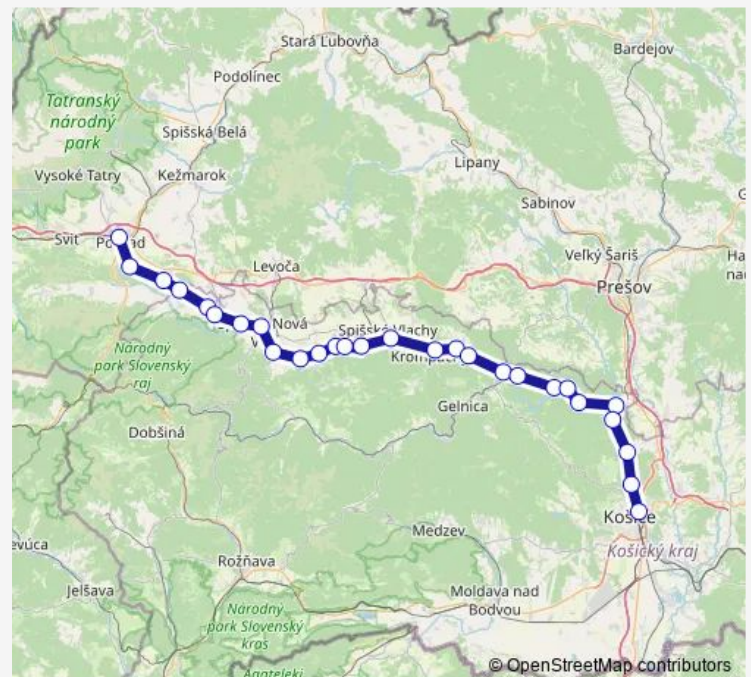 Stará Ľubovňa
Bardejov
Podolínec
Tatranský
národný
park
Spišská Belá
Lipany
Vysoké Tatry
Kežmarok
Sabinov
Svit
Levoča
Veľký Šariš
Prešov
Nová
Spišské Vlachy
Národný
park Slovenský
raj
Gelnica
Dobšiná
Košice
Medzev
Košický kraj
Rožňava
Jelšava
Moldava nad
Bodvou
Národný
park Slovenský
kras
© OpenStreetMap contributors